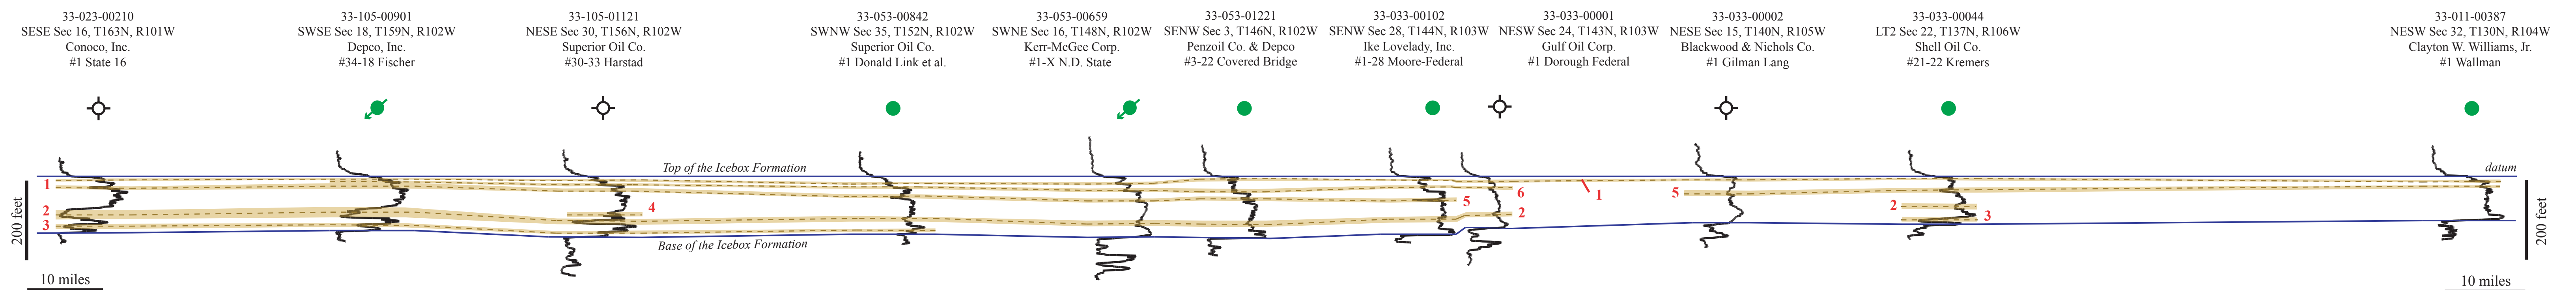 33-023-00210
SESE Sec 16, T163N, R101W
Conoco, Inc.
#1 State 16
33-105-00901
SWSE Sec 18, T159N, R102W
Depco, Inc.
#34-18 Fischer
33-105-01121
NESE Sec 30, T156N, R102W
Superior Oil Co.
#30-33 Harstad
33-053-00842
SWNW Sec 35, T152N, R102W
Superior Oil Co.
#1 Donald Link et al.
33-053-00659
SWNE Sec 16, T148N, R102W
Kerr-McGee Corp.
#1-X N.D. State
33-053-01221
SENW Sec 3, T146N, R102W
Penzoil Co. & Depco
#3-22 Covered Bridge
33-033-00102
SENW Sec 28, T144N, R103W
Ike Lovelady, Inc.
#1-28 Moore-Federal
33-033-00001
NESW Sec 24, T143N, R103W
Gulf Oil Corp.
#1 Dorough Federal
33-033-00002
NESE Sec 15, T140N, R105W
Blackwood & Nichols Co.
#1 Gilman Lang
33-033-00044
LT2 Sec 22, T137N, R106W
Shell Oil Co.
#21-22 Kremers
33-011-00387
NESW Sec 32, T130N, R104W
Clayton W. Williams, Jr.
#1 Wallman
Top of the Icebox Formation
datum
1
2
3
4
5
6
2
1
5
2
3
200 feet
200 feet
Base of the Icebox Formation
10 miles
10 miles